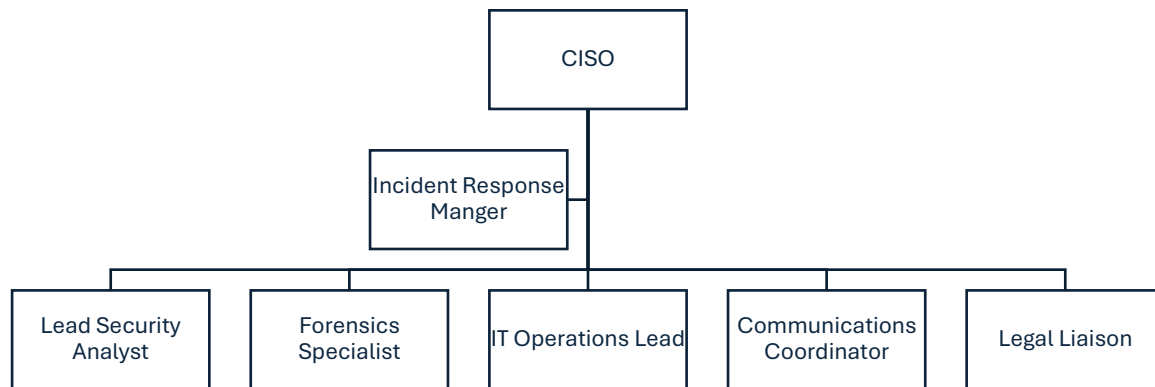 CISO
Incident Response
Manger
Lead Security
Analyst
Forensics
Specialist
IT Operations Lead
Communications
Coordinator
Legal Liaison